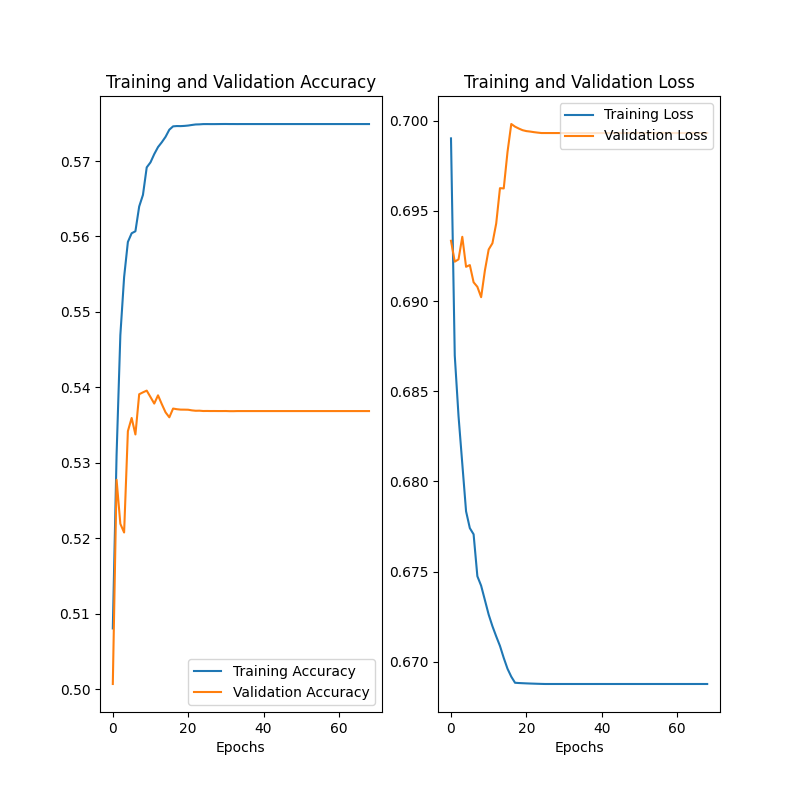 Training and Validation Accuracy
0.57
0.56
0.55
0.54
0.53
0.52
0.51
0.50
Training Accuracy
Validation Accuracy
0
20
40
60
Epochs
Training and Validation Loss
0.700
0.695
0.690
0.685
0.680
0.675
0.670
Training Loss
Validation Loss
0
20
40
60
Epochs